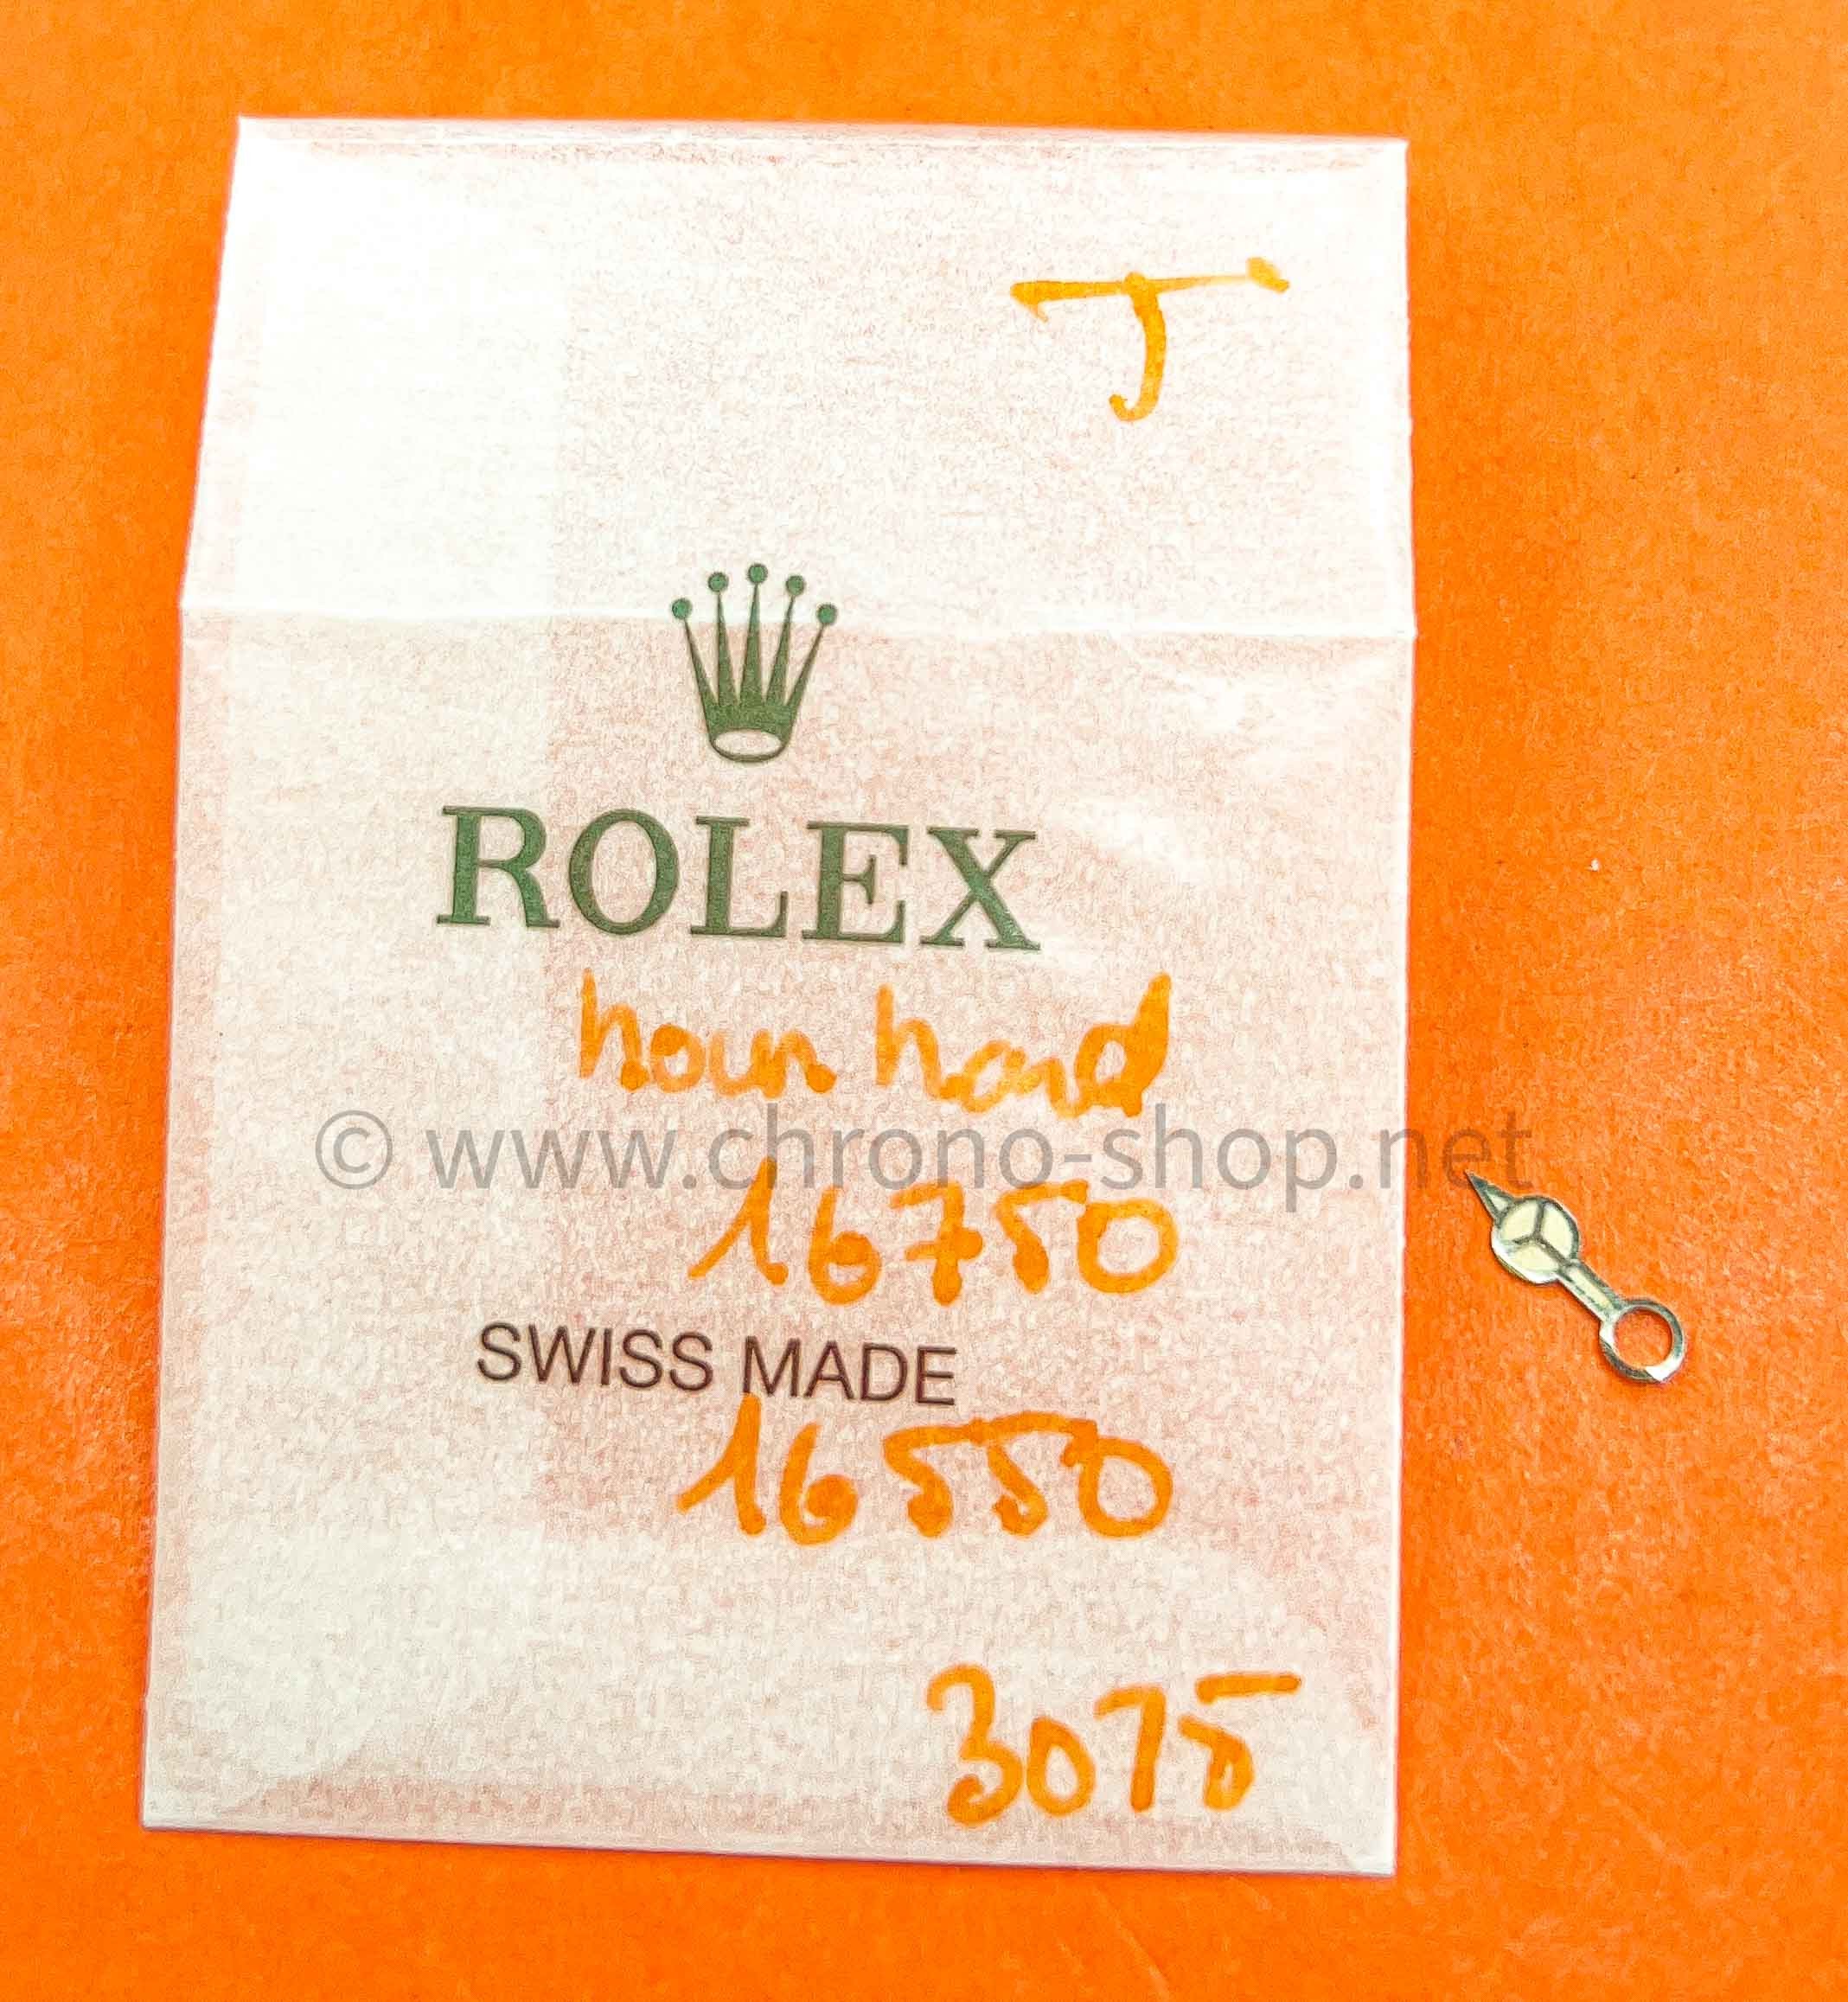 J
ROLEX
hour hand
© www.chrono-shop.net
16750
SWISS MADE
16550
3075